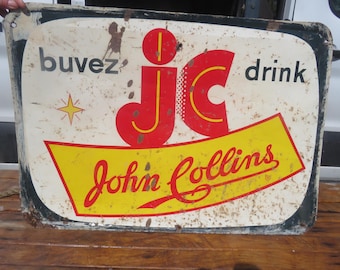 buvez jc drink
John Collins